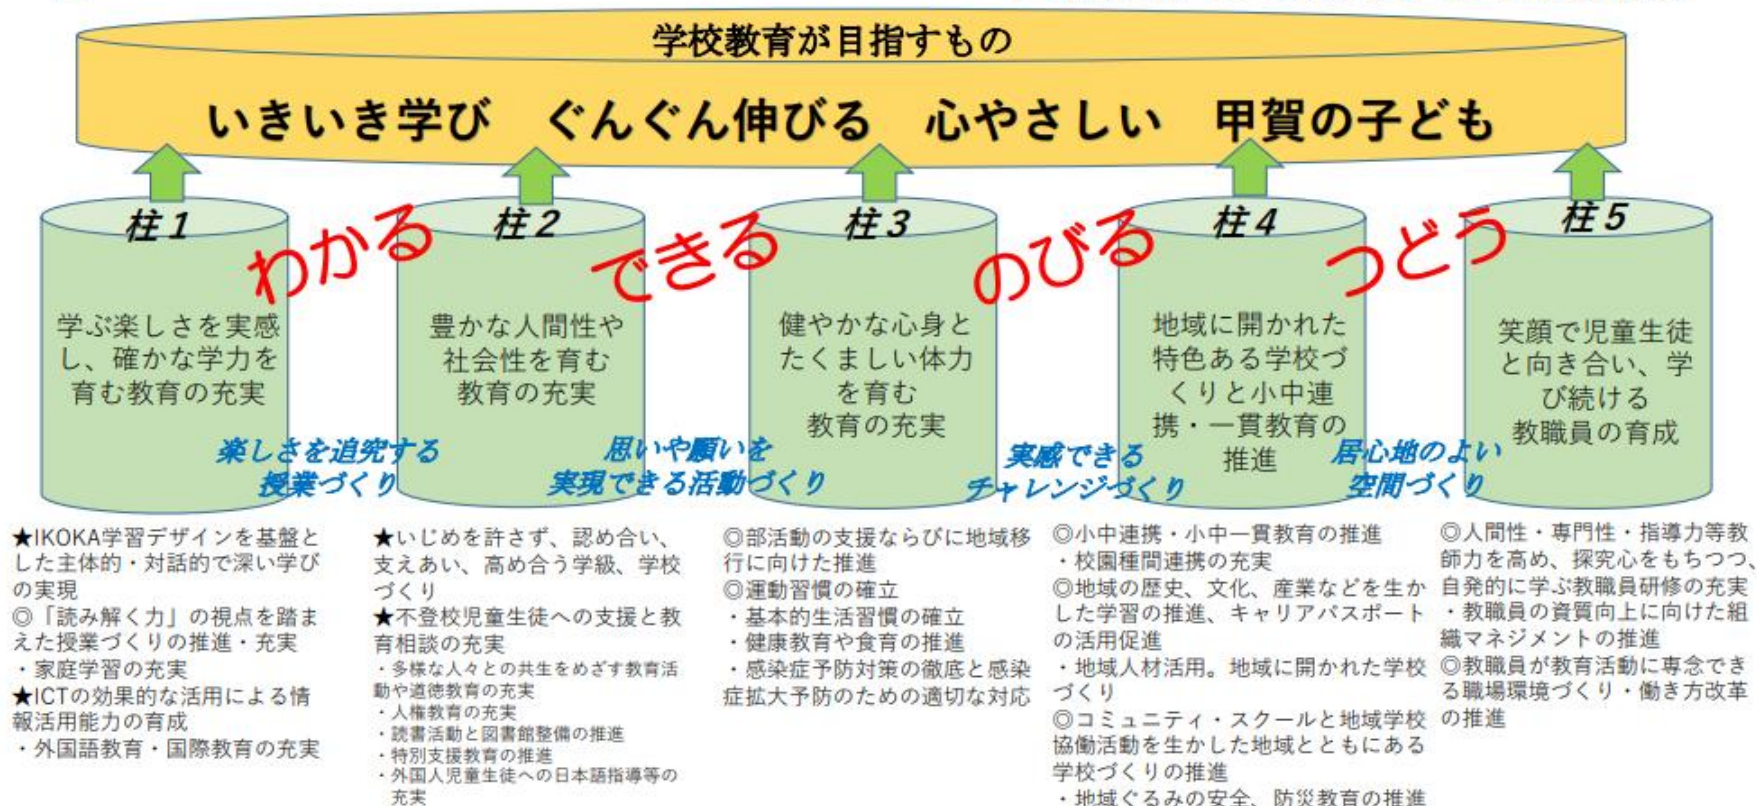 学校教育が目指すもの
いきいき学び　ぐんぐん伸びる　心やさしい　甲賀の子ども
柱1
学ぶ楽しさを実感
し、確かな学力を
育む教育の充実
わかる
楽しさを追究する
授業づくり
柱2
豊かな人間性や
社会性を育む
教育の充実
できる
思いや願いを
実現できる活動づくり
柱3
健やかな心身と
たくましい体力
を育む
教育の充実
のびる
実感できる
チャレンジづくり
柱4
地域に開かれた
特色ある学校づ
くりと小中連
携・一貫教育の
推進
つどう
居心地のよい
空間づくり
柱5
笑顔で児童生徒
と向き合い、学
び続ける
教職員の育成
★IKOKA学習デザインを基盤と
した主体的・対話的で深い学び
の実現
◎「読み解く力」の視点を踏ま
えた授業づくりの推進・充実
・家庭学習の充実
★ICTの効果的な活用による情
報活用能力の育成
・外国語教育・国際教育の充実
★いじめを許さず、認め合い、
支えあい、高め合う学級、学校
づくり
★不登校児童生徒への支援と教
育相談の充実
・多様な人々との共生をめざす教育活
動や道徳教育の充実
・人権教育の充実
・読書活動と図書館整備の推進
・特別支援教育の推進
・外国人児童生徒への日本語指導等の
充実
◎部活動の支援ならびに地域移
行に向けた推進
◎運動習慣の確立
・基本的生活習慣の確立
・健康教育や食育の推進
・感染症予防対策の徹底と感染
症拡大予防のための適切な対応
◎小中連携・小中一貫教育の推進
・校園種間連携の充実
◎地域の歴史、文化、産業などを生か
した学習の推進、キャリアパスポート
の活用促進
・地域人材活用。地域に開かれた学校
づくり
◎コミュニティ・スクールと地域学校
協働活動を生かした地域とともにある
学校づくりの推進
・地域ぐるみの安全、防災教育の推進
◎人間性・専門性・指導力等教
師力を高め、探究心をもちつつ、
自発的に学ぶ教職員研修の充実
・教職員の資質向上に向けた組
織マネジメントの推進
◎教職員が教育活動に専念でき
る職場環境づくり・働き方改革
の推進